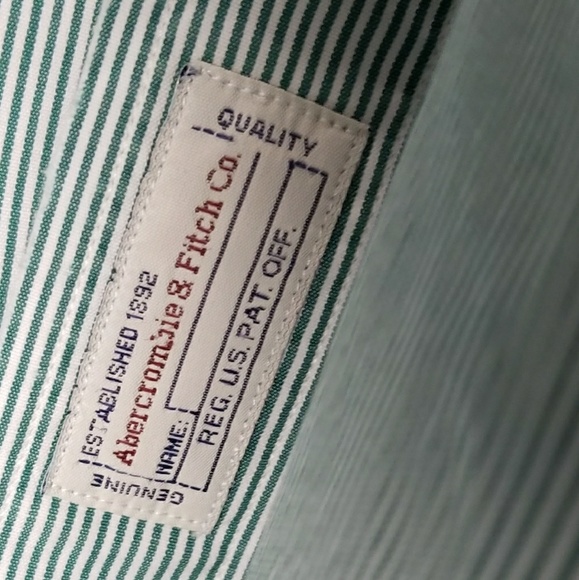 QUALITY
ESTABLISHED 1892
Abercrombie & Fitch Co.
NAME:
REG. U.S. PAT. OFF.
GENUINE